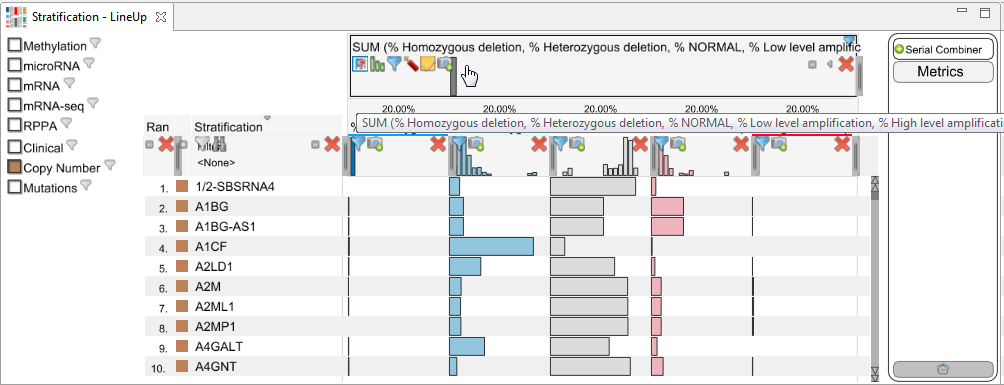 Stratification - LineUp
Methylation
microRNA
mRNA
mRNA-seq
RPPA
Clinical
Copy Number
Mutations
SUM (% Homozygous deletion, % Heterozygous deletion, % NORMAL, % Low level amplific
20.00% 20.00% 20.00% 20.00% 20.00%
SUM (% Homozygous deletion, % Heterozygous deletion, % NORMAL, % Low level amplification, % High level amplificati
Ran Stratification
<None>
1. 1/2-SBSRNA4
2. A1BG
3. A1BG-AS1
4. A1CF
5. A2LD1
6. A2M
7. A2ML1
8. A2MP1
9. A4GALT
10. A4GNT
Serial Combiner
Metrics